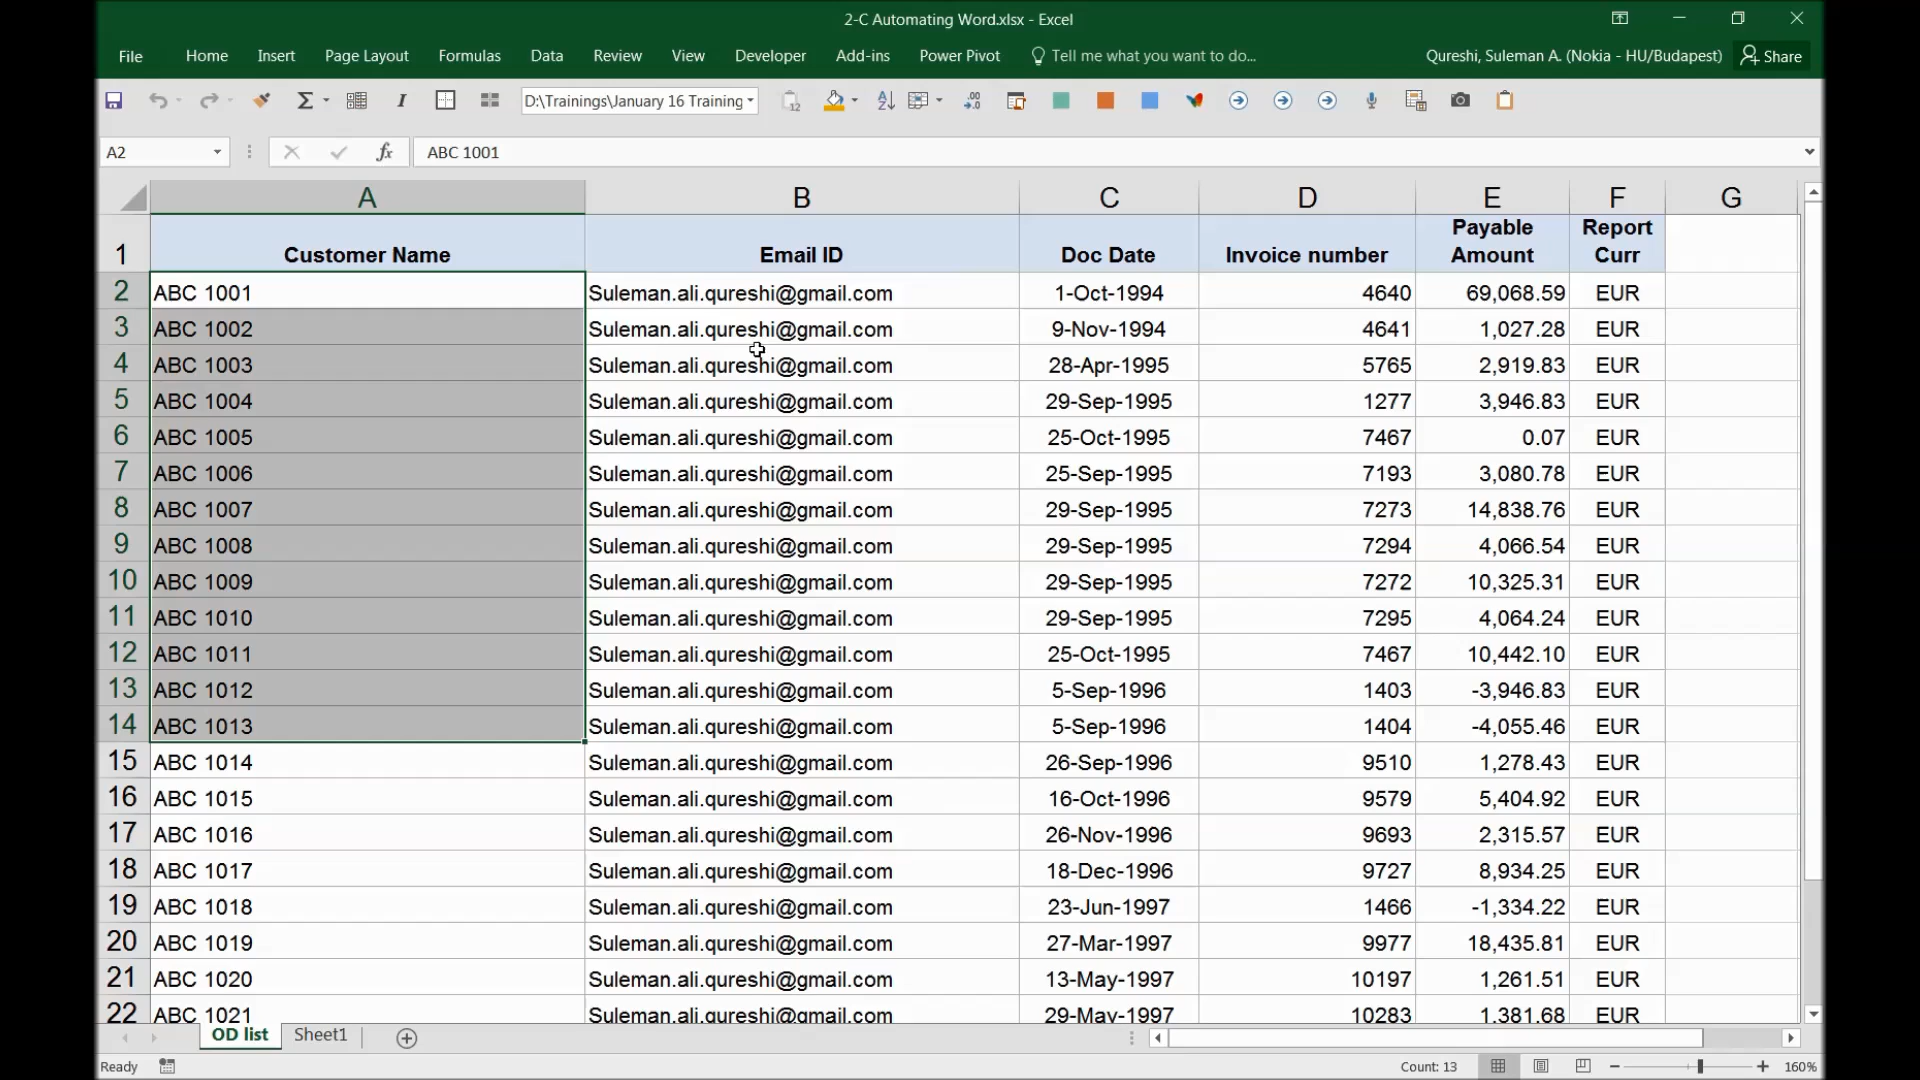 2-C Automating Word.xlsx - Excel
File Home Insert Page Layout Formulas Data Review View Developer Add-ins Power Pivot Tell me what you want to do... Qureshi, Suleman A. (Nokia - HU/Budapest) Share
D:\Trainings\January 16 Training
A2 fx ABC 1001
A B C D E F G
1 Customer Name Email ID Doc Date Invoice number Payable Amount Report Curr
2 ABC 1001 Suleman.ali.qureshi@gmail.com 1-Oct-1994 4640 69,068.59 EUR
3 ABC 1002 Suleman.ali.qureshi@gmail.com 9-Nov-1994 4641 1,027.28 EUR
4 ABC 1003 Suleman.ali.qureshi@gmail.com 28-Apr-1995 5765 2,919.83 EUR
5 ABC 1004 Suleman.ali.qureshi@gmail.com 29-Sep-1995 1277 3,946.83 EUR
6 ABC 1005 Suleman.ali.qureshi@gmail.com 25-Oct-1995 7467 0.07 EUR
7 ABC 1006 Suleman.ali.qureshi@gmail.com 25-Sep-1995 7193 3,080.78 EUR
8 ABC 1007 Suleman.ali.qureshi@gmail.com 29-Sep-1995 7273 14,838.76 EUR
9 ABC 1008 Suleman.ali.qureshi@gmail.com 29-Sep-1995 7294 4,066.54 EUR
10 ABC 1009 Suleman.ali.qureshi@gmail.com 29-Sep-1995 7272 10,325.31 EUR
11 ABC 1010 Suleman.ali.qureshi@gmail.com 29-Sep-1995 7295 4,064.24 EUR
12 ABC 1011 Suleman.ali.qureshi@gmail.com 25-Oct-1995 7467 10,442.10 EUR
13 ABC 1012 Suleman.ali.qureshi@gmail.com 5-Sep-1996 1403 -3,946.83 EUR
14 ABC 1013 Suleman.ali.qureshi@gmail.com 5-Sep-1996 1404 -4,055.46 EUR
15 ABC 1014 Suleman.ali.qureshi@gmail.com 26-Sep-1996 9510 1,278.43 EUR
16 ABC 1015 Suleman.ali.qureshi@gmail.com 16-Oct-1996 9579 5,404.92 EUR
17 ABC 1016 Suleman.ali.qureshi@gmail.com 26-Nov-1996 9693 2,315.57 EUR
18 ABC 1017 Suleman.ali.qureshi@gmail.com 18-Dec-1996 9727 8,934.25 EUR
19 ABC 1018 Suleman.ali.qureshi@gmail.com 23-Jun-1997 1466 -1,334.22 EUR
20 ABC 1019 Suleman.ali.qureshi@gmail.com 27-Mar-1997 9977 18,435.81 EUR
21 ABC 1020 Suleman.ali.qureshi@gmail.com 13-May-1997 10197 1,261.51 EUR
22 ABC 1021 Suleman.ali.qureshi@gmail.com 29-May-1997 10283 1,381.68 EUR
OD list Sheet1
Ready Count: 13 160%